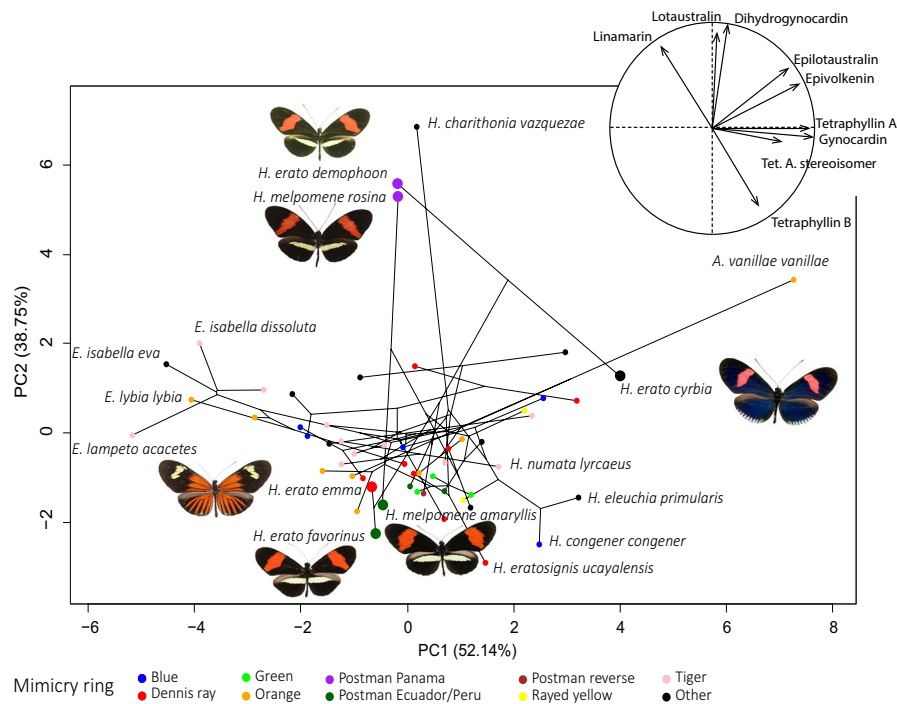 Lotaustralin
Dihydrogynocardin
Linamarin
Epilotaustralin
Epivolkenin
Tetraphyllin A
Gynocardin
Tet. A. stereoisomer
Tetraphyllin B
H. charithonia vazquezae
H. erato demophoon
H. melpomene rosina
A. vanillae vanillae
E. isabella dissoluta
E. isabella eva
E. lybia lybia
E. lampeto acacetes
H. erato cyrbia
H. numata lyrcaeus
H. erato emma
H. eleuchia primularis
H. melpomene amaryllis
H. erato favorinus
H. congener congener
H. eratosignis ucayalensis
PC2 (38.75%)
6
4
2
0
−2
−6
−4
−2
0
2
4
6
8
PC1 (52.14%)
Mimicry ring
Blue
Green
Postman Panama
Postman reverse
Tiger
Dennis ray
Orange
Postman Ecuador/Peru
Rayed yellow
Other